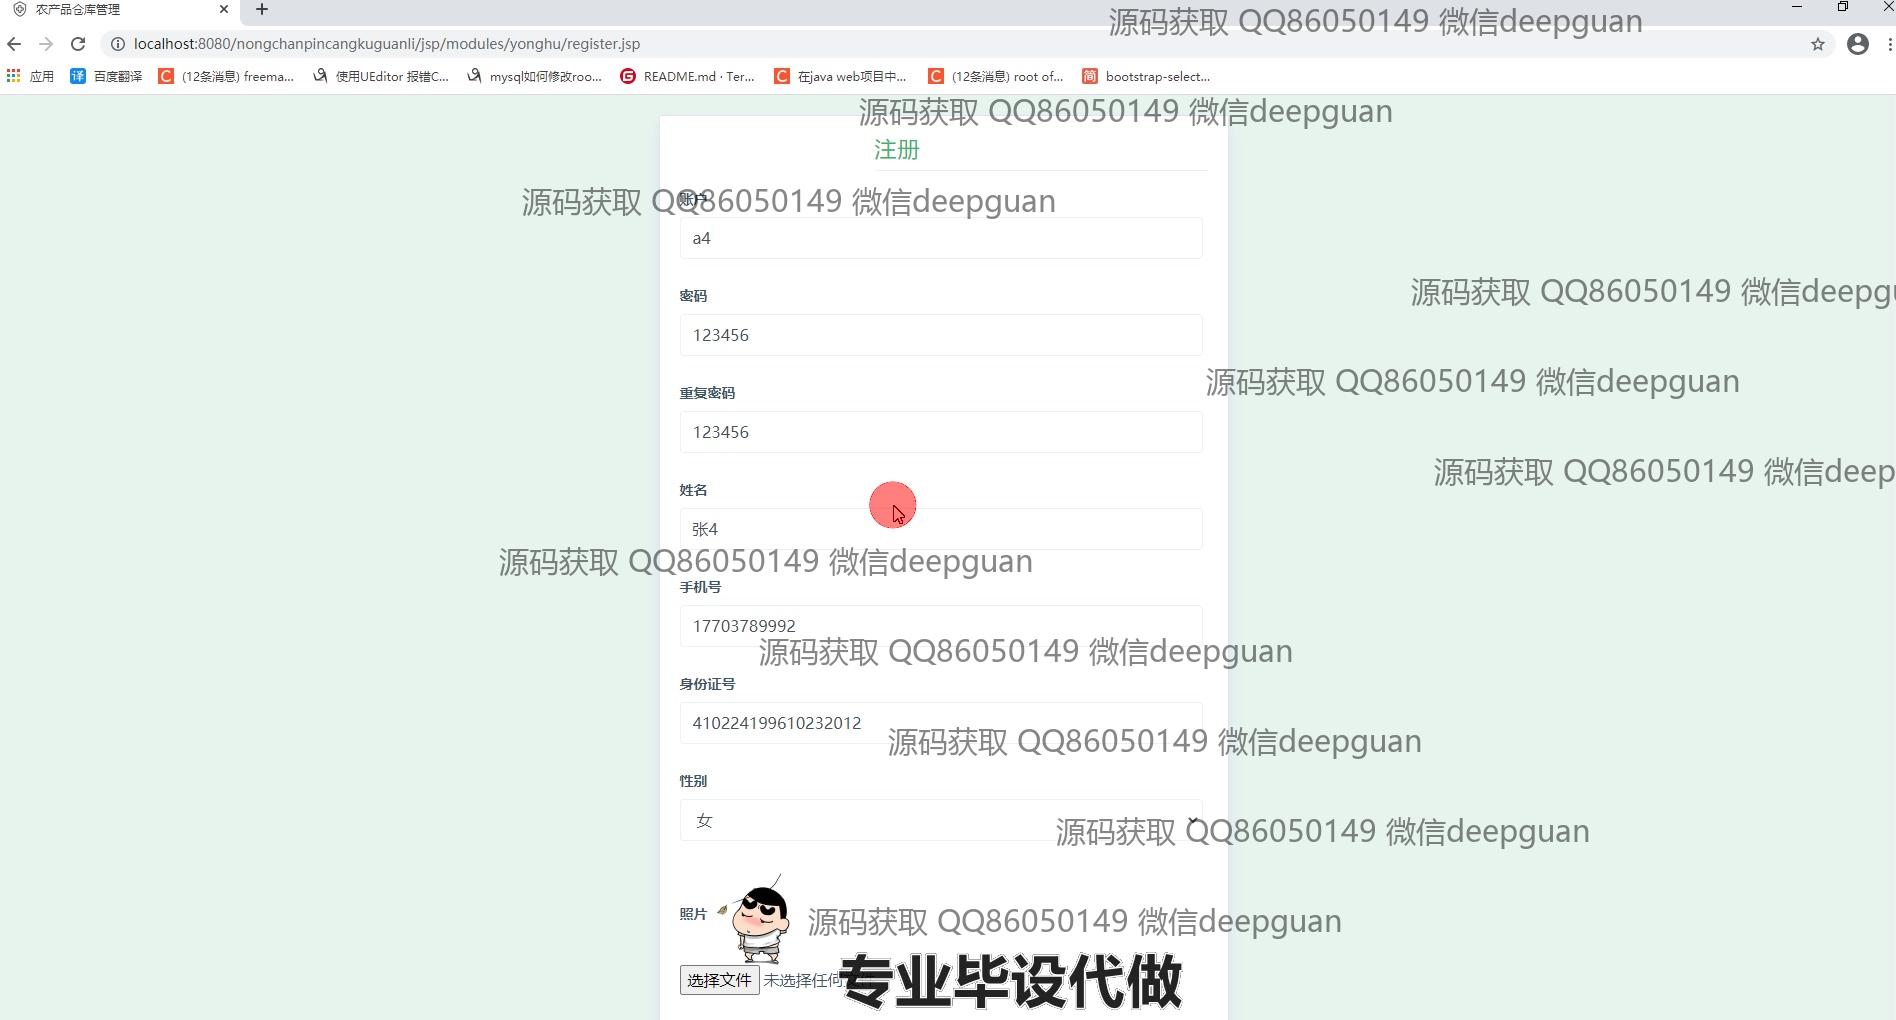 农产品仓库管理
源码获取 QQ86050149 微信deepguan
localhost:8080/nongchanpincangkuguanli/jsp/modules/yonghu/register.jsp
应用 百度翻译 (12条消息) freema... 使用UEditor 报错C... mysql如何修改roo... README.md · Ter... 在java web项目中... (12条消息) root of... bootstrap-select...
源码获取 QQ86050149 微信deepguan
注册
账户
源码获取 QQ86050149 微信deepguan
a4
源码获取 QQ86050149 微信deepgu
密码
123456
源码获取 QQ86050149 微信deepguan
重复密码
123456
源码获取 QQ86050149 微信deep
姓名
张4
源码获取 QQ86050149 微信deepguan
手机号
17703789992
源码获取 QQ86050149 微信deepguan
身份证号
410224199610232012
源码获取 QQ86050149 微信deepguan
性别
女
源码获取 QQ86050149 微信deepguan
照片
源码获取 QQ86050149 微信deepguan
选择文件 未选择任何文件
专业毕设代做